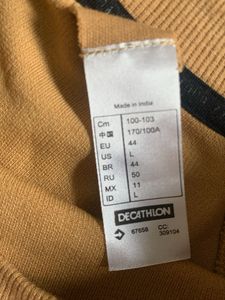 Made in India
Cm 100-103
中国 170/100A
EU 44
US L
BR 44
RU 50
MX 11
ID L
DECATHLON
67658 CC:
309104